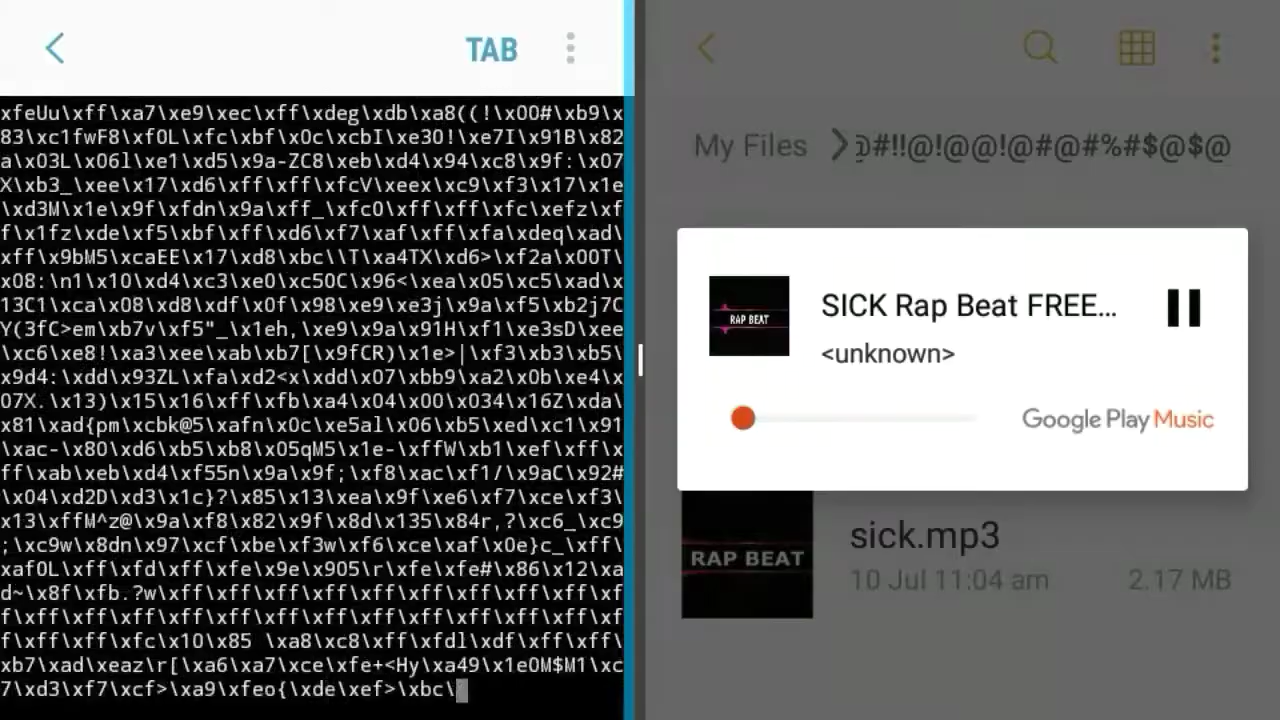 TAB
xfeUu\xff\xa7\xe9\xec\xff\xdeg\xdb\xa8((!\x00#\xb9\x
83\xc1fwF8\xf0L\xfc\xbf\x0c\xcbI\xe30!\xe7I\x91B\x82
a\x03L\x06l\xe1\xd5\x9a-ZC8\xeb\xd4\x94\xc8\x9f:\x07
X\xb3_\xee\x17\xd6\xff\xff\xfcV\xeex\xc9\xf3\x17\x1e
\xd3M\x1e\x9f\xfdn\x9a\xff_\xfc0\xff\xff\xfc\xefz\xf
f\x1fz\xde\xf5\xbf\xff\xd6\xf7\xaf\xff\xfa\xdeq\xad\
xff\x9bM5\xcaEE\x17\xd8\xbc\\T\xa4TX\xd6>\xf2a\x00T\
x08:\n1\x10\xd4\xc3\xe0\xc50C\x96<\xea\x05\xc5\xad\x
13C1\xca\x08\xd8\xdf\x0f\x98\xe9\xe3j\x9a\xf5\xb2j7C
Y(3fC>em\xb7v\xf5"_\x1eh,\xe9\x9a\x91H\xf1\xe3sD\xee
\xc6\xe8!\xa3\xee\xab\xb7[\x9fCR)\x1e>|\xf3\xb3\xb5\
x9d4:\xdd\x93ZL\xfa\xd2<x\xdd\x07\xbb9\xa2\x0b\xe4\x
07X.\x13)\x15\x16\xff\xfb\xa4\x04\x00\x034\x16Z\xda\
x81\xad{pm\xcbk@5\xafn\x0c\xe5al\x06\xb5\xed\xc1\x91
\xac-\x80\xd6\xb5\xb8\x05qM5\x1e-\xffW\xb1\xef\xff\x
ff\xab\xeb\xd4\xf55n\x9a\x9f;\xf8\xac\xf1/\x9aC\x92#
\x04\xd2D\xd3\x1c}?\x85\x13\xea\x9f\xe6\xf7\xce\xf3\
x13\xffM^z@\x9a\xf8\x82\x9f\x8d\x135\x84r,?\xc6_\xc9
;\xc9w\x8dn\x97\xcf\xbe\xf3w\xf6\xce\xaf\x0e}c_\xff\
xafOL\xff\xfd\xff\xfe\x9e\x905\r\xfe\xfe#\x86\x12\xa
d~\x8f\xfb.?w\xff\xff\xff\xff\xff\xff\xff\xff\xff\xf
f\xff\xff\xff\xff\xff\xff\xff\xff\xff\xff\xff\xff\xf
f\xff\xff\xfc\x10\x85 \xa8\xc8\xff\xfdl\xdf\xff\xff\
xb7\xad\xeaz\r[\xa6\xa7\xce\xfe+<Hy\xa49\x1eOM$M1\xc
7\xd3\xf7\xcf>\xa9\xfeo{\xde\xef>\xbc\
My Files
@#!!@!@@!@#@#%#$@$@
RAP BEAT
SICK Rap Beat FREE...
<unknown>
Google Play Music
RAP BEAT
sick.mp3
10 Jul 11:04 am
2.17 MB